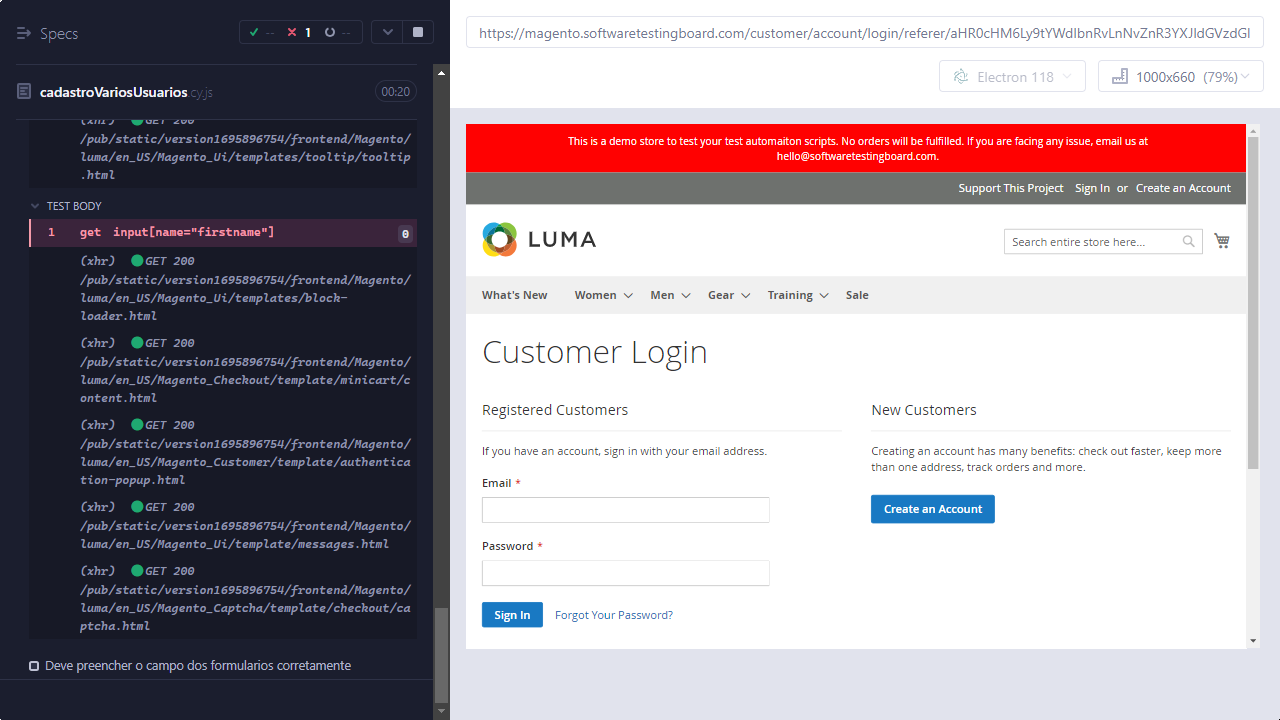 Specs
-- 1 --
cadastroVariosUsuarios.cy.js 00:20
(xhr) GET 200
/pub/static/version1695896754/frontend/Magento/
luma/en_US/Magento_Ui/templates/tooltip/tooltip
.html
TEST BODY
1 get input[name="firstname"] 0
(xhr) GET 200
/pub/static/version1695896754/frontend/Magento/
luma/en_US/Magento_Ui/templates/block-
loader.html
(xhr) GET 200
/pub/static/version1695896754/frontend/Magento/
luma/en_US/Magento_Checkout/template/minicart/c
ontent.html
(xhr) GET 200
/pub/static/version1695896754/frontend/Magento/
luma/en_US/Magento_Customer/template/authentica
tion-popup.html
(xhr) GET 200
/pub/static/version1695896754/frontend/Magento/
luma/en_US/Magento_Ui/template/messages.html
(xhr) GET 200
/pub/static/version1695896754/frontend/Magento/
luma/en_US/Magento_Captcha/template/checkout/ca
ptcha.html
Deve preencher o campo dos formularios corretamente
https://magento.softwaretestingboard.com/customer/account/login/referer/aHR0cHM6Ly9tYWdlbnRvLnNvZnR3YXJldGVzdGl
Electron 118
1000x660 (79%)
This is a demo store to test your test automaiton scripts. No orders will be fulfilled. If you are facing any issue, email us at
hello@softwaretestingboard.com.
Support This Project Sign In or Create an Account
LUMA
Search entire store here...
What's New Women Men Gear Training Sale
Customer Login
Registered Customers
If you have an account, sign in with your email address.
Email *
Password *
Sign In Forgot Your Password?
New Customers
Creating an account has many benefits: check out faster, keep more
than one address, track orders and more.
Create an Account